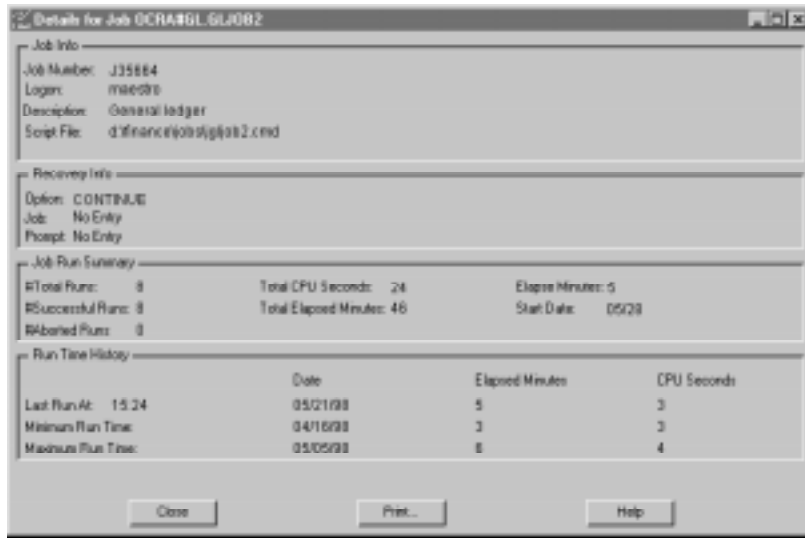 Details for Job OCRA#GL.GLJOB2
Job Info
Job Number: J35664
Logon: maestro
Description: General ledger
Script File: d:\finance\jobs\gljob2.cmd
Recovery Info
Option: CONTINUE
Job: No Entry
Prompt: No Entry
Job Run Summary
#Total Runs: 8 Total CPU Seconds: 24 Elapse Minutes: 5
#Successful Runs: 8 Total Elapsed Minutes: 46 Start Date: 05/28
#Aborted Runs: 0
Run Time History
Date Elapsed Minutes CPU Seconds
Last Run At: 15:24 05/21/98 5 3
Minimum Run Time: 04/16/98 3 3
Maximum Run Time: 05/05/98 6 4
Close Print... Help